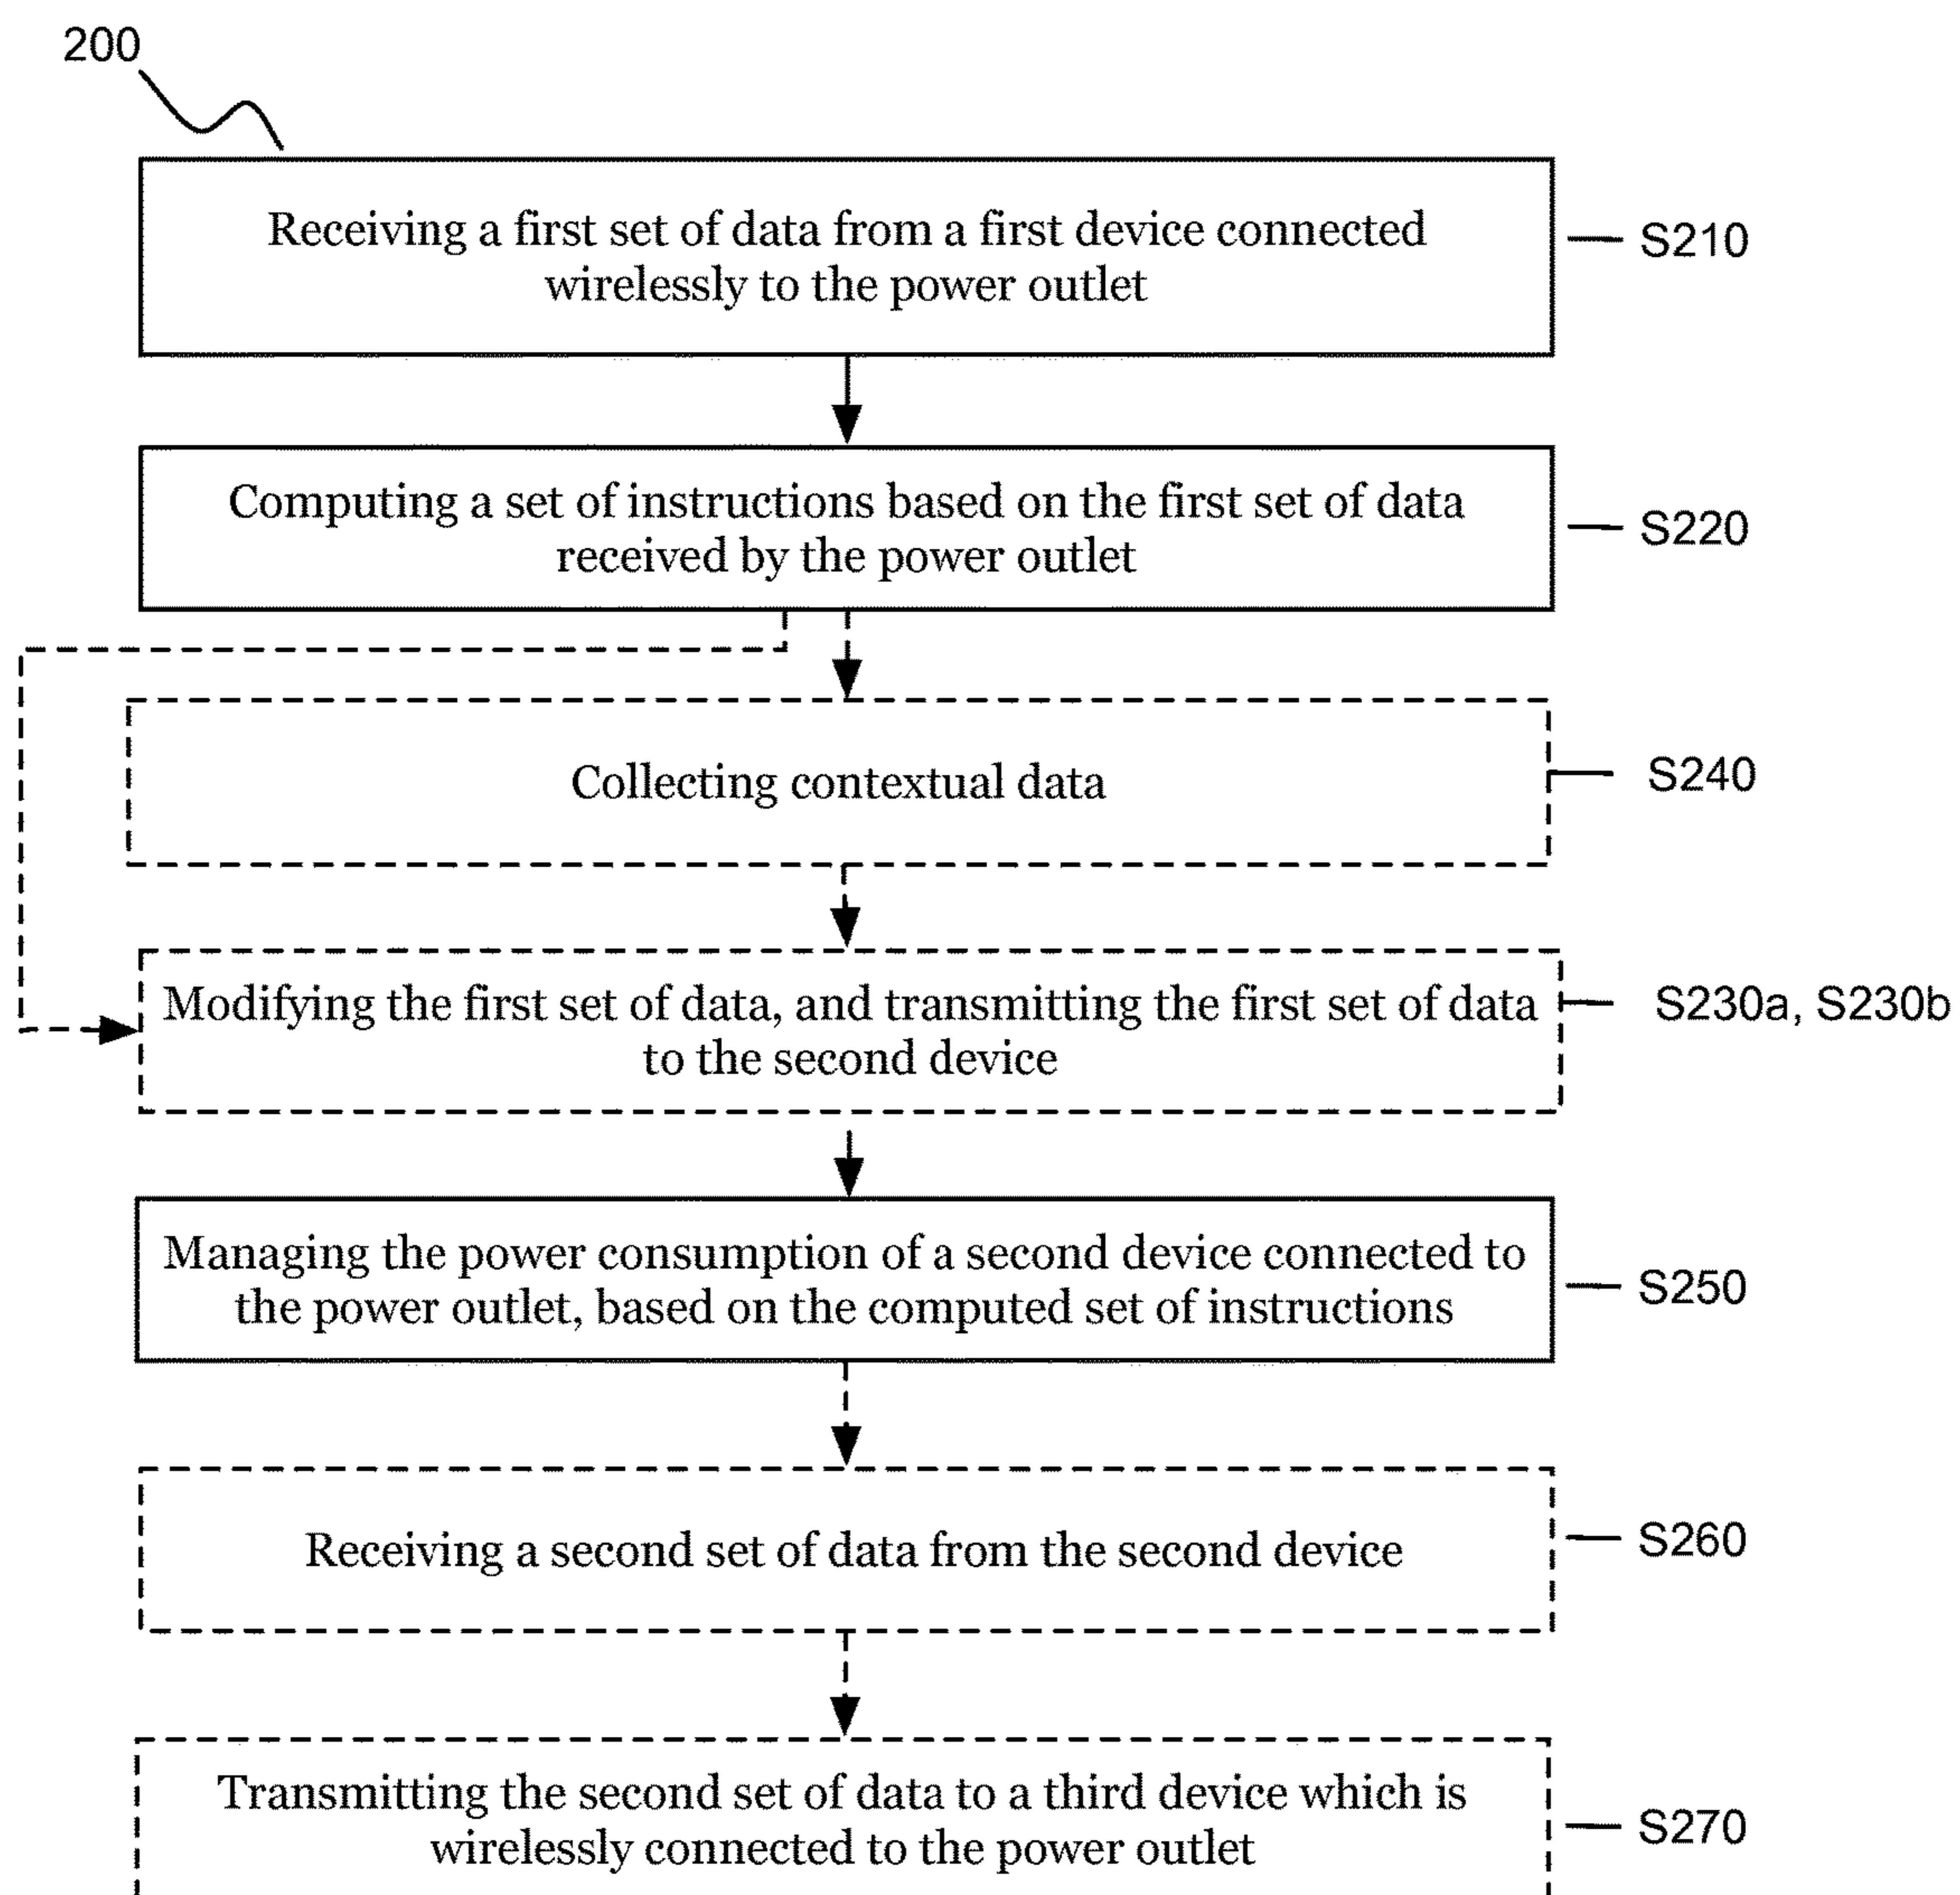 200
Receiving a first set of data from a first device connected
wirelessly to the power outlet
S210
Computing a set of instructions based on the first set of data
received by the power outlet
S220
Collecting contextual data
S240
Modifying the first set of data, and transmitting the first set of data
to the second device
S230a, S230b
Managing the power consumption of a second device connected to
the power outlet, based on the computed set of instructions
S250
Receiving a second set of data from the second device
S260
Transmitting the second set of data to a third device which is
wirelessly connected to the power outlet
S270